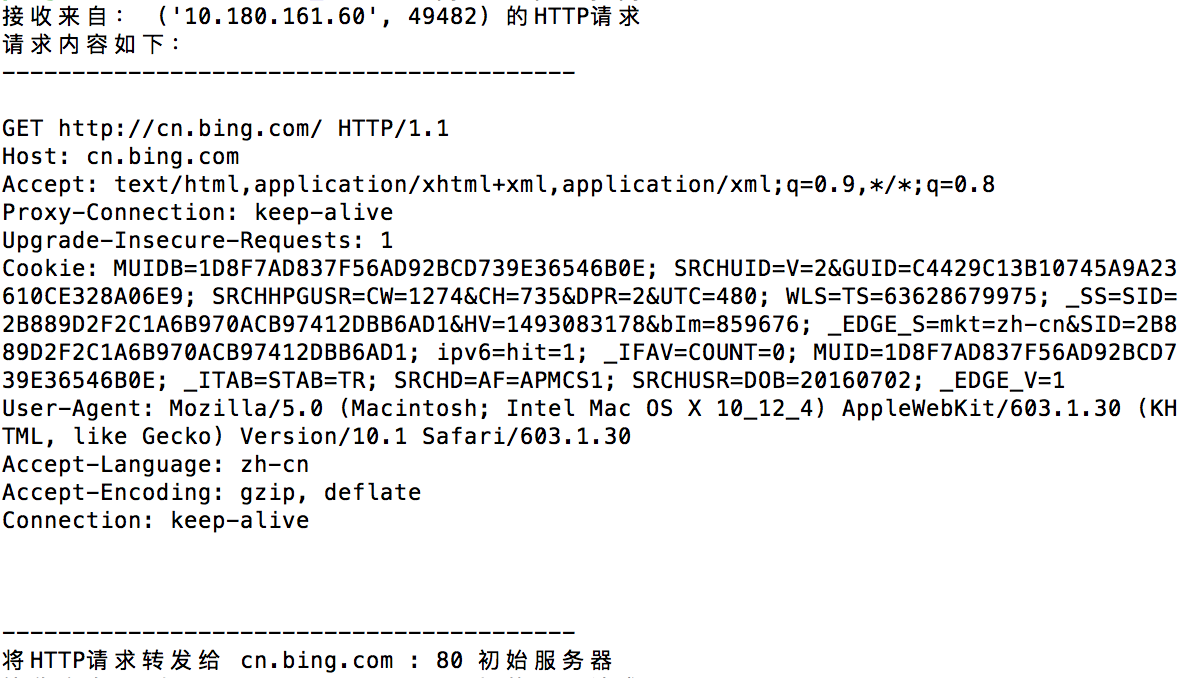 接收来自： ('10.180.161.60', 49482) 的HTTP请求
请求内容如下：
-----------------------------------------
GET http://cn.bing.com/ HTTP/1.1
Host: cn.bing.com
Accept: text/html,application/xhtml+xml,application/xml;q=0.9,*/*;q=0.8
Proxy-Connection: keep-alive
Upgrade-Insecure-Requests: 1
Cookie: MUIDB=1D8F7AD837F56AD92BCD739E36546B0E; SRCHUID=V=2&GUID=C4429C13B10745A9A23
610CE328A06E9; SRCHHPGUSR=CW=1274&CH=735&DPR=2&UTC=480; WLS=TS=63628679975; _SS=SID=
2B889D2F2C1A6B970ACB97412DBB6AD1&HV=1493083178&bIm=859676; _EDGE_S=mkt=zh-cn&SID=2B8
89D2F2C1A6B970ACB97412DBB6AD1; ipv6=hit=1; _IFAV=COUNT=0; MUID=1D8F7AD837F56AD92BCD7
39E36546B0E; _ITAB=STAB=TR; SRCHD=AF=APMCS1; SRCHUSR=DOB=20160702; _EDGE_V=1
User-Agent: Mozilla/5.0 (Macintosh; Intel Mac OS X 10_12_4) AppleWebKit/603.1.30 (KH
TML, like Gecko) Version/10.1 Safari/603.1.30
Accept-Language: zh-cn
Accept-Encoding: gzip, deflate
Connection: keep-alive
-----------------------------------------
将HTTP请求转发给 cn.bing.com : 80 初始服务器